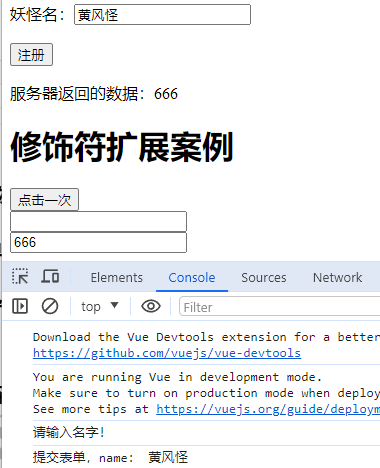 妖怪名：黄风怪
注册
服务器返回的数据：666
修饰符扩展案例
点击一次
666
Elements Console Sources Network
top Filter
Download the Vue Devtools extension for a better
https://github.com/vuejs/vue-devtools
You are running Vue in development mode.
Make sure to turn on production mode when deploy
See more tips at https://vuejs.org/guide/deploym
请输入名字!
提交表单，name： 黄风怪